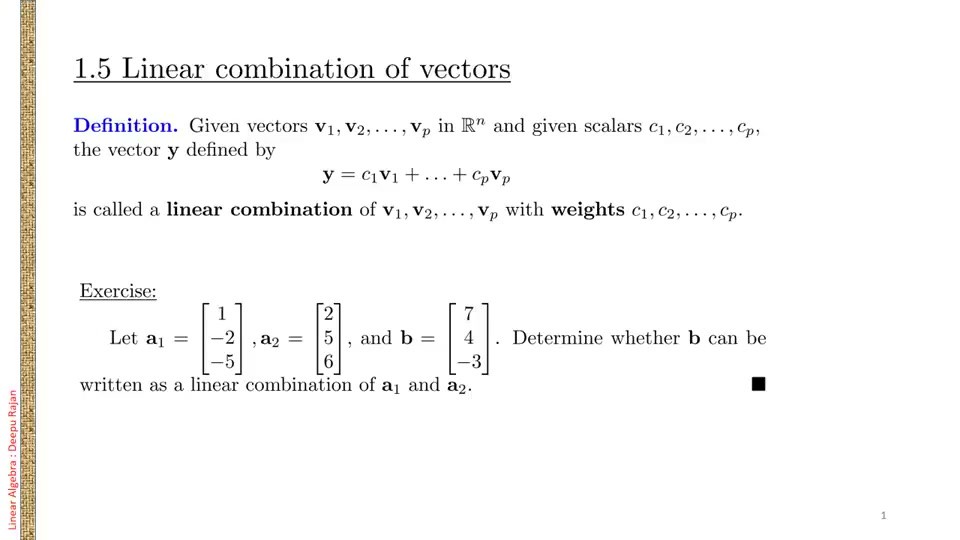 1.5 Linear combination of vectors
Definition. Given vectors v₁, v₂, . . . , vₚ in ℝⁿ and given scalars c₁, c₂, . . . , cₚ,
the vector y defined by
y = c₁v₁ + . . . + cₚvₚ
is called a linear combination of v₁, v₂, . . . , vₚ with weights c₁, c₂, . . . , cₚ.
Exercise:
Let a₁ = [1 −2 −5], a₂ = [2 5 6], and b = [7 4 −3]. Determine whether b can be
written as a linear combination of a₁ and a₂. ■
Linear Algebra : Deepu Rajan
1